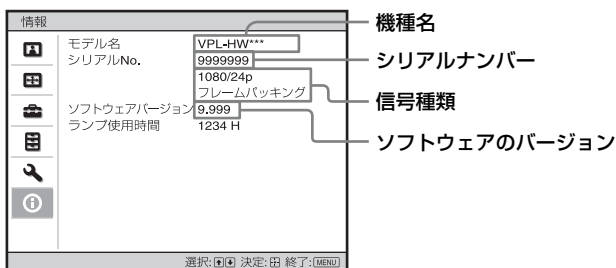 情報
モデル名 VPL-HW***
シリアルNo. 9999999
1080/24p
フレームパッキング
ソフトウェアバージョン 9.999
ランプ使用時間 1234 H
選択:↑↓ 決定: 終了:MENU
機種名
シリアルナンバー
信号種類
ソフトウェアのバージョン